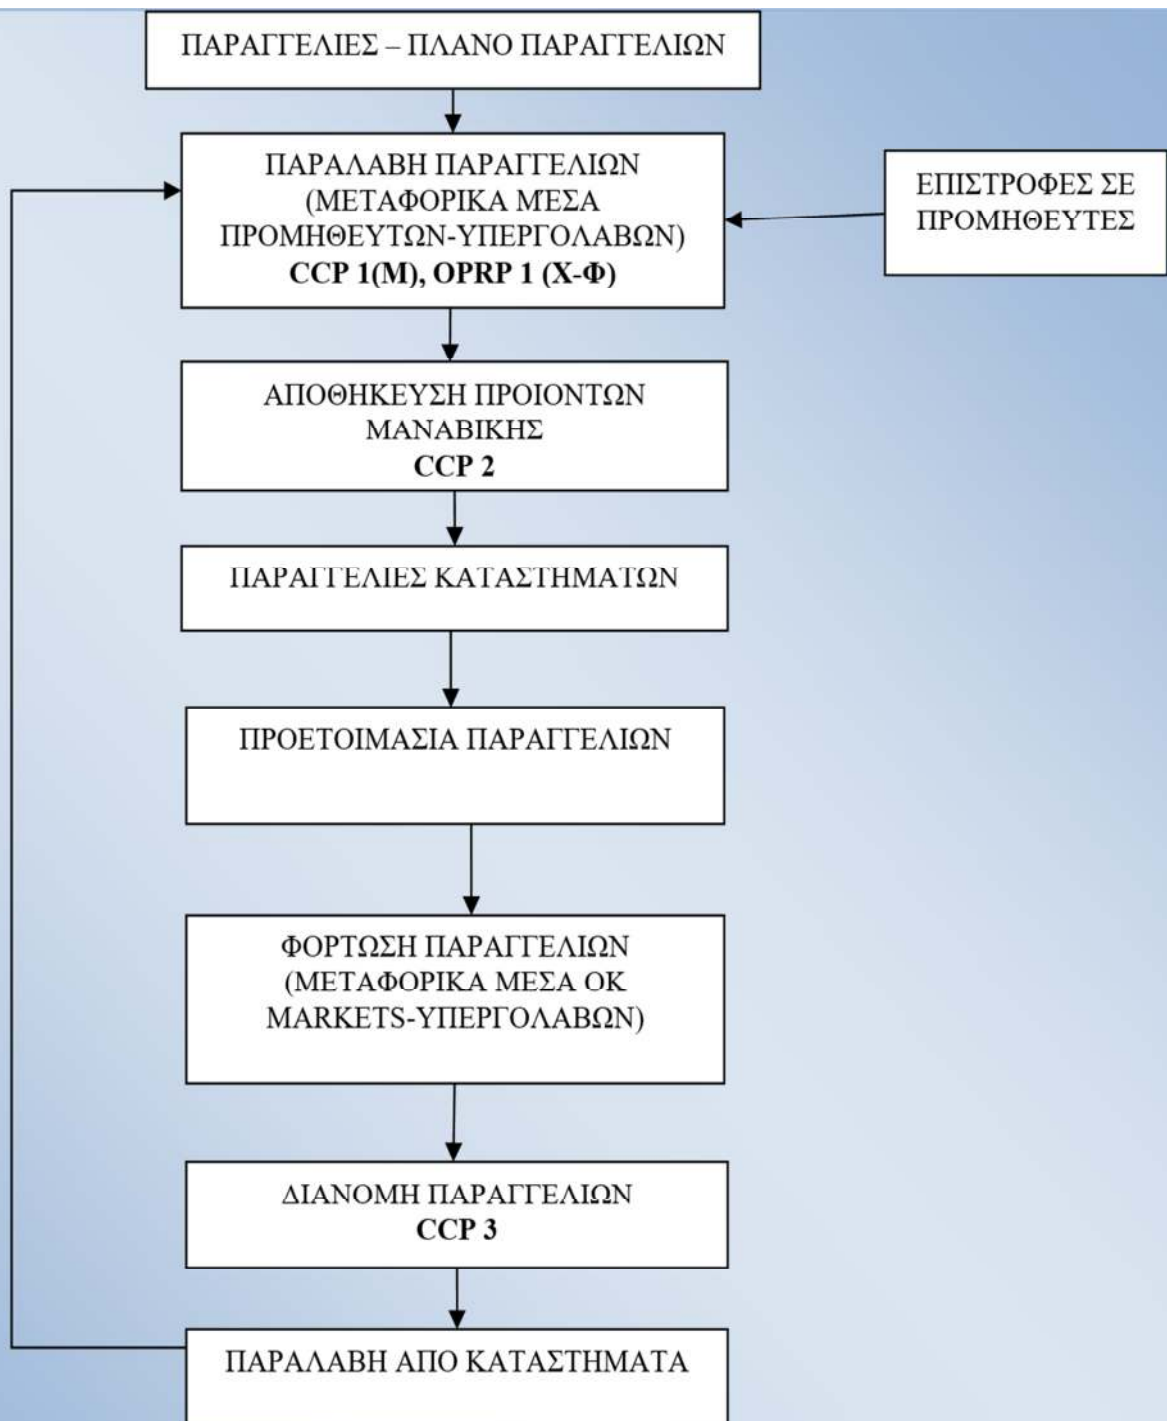 ΠΑΡΑΓΓΕΛΙΕΣ – ΠΛΑΝΟ ΠΑΡΑΓΓΕΛΙΩΝ
ΠΑΡΑΛΑΒΗ ΠΑΡΑΓΓΕΛΙΩΝ
(ΜΕΤΑΦΟΡΙΚΑ ΜΈΣΑ
ΠΡΟΜΗΘΕΥΤΩΝ-ΥΠΕΡΓΟΛΑΒΩΝ)
CCP 1(Μ), OPRP 1 (Χ-Φ)
ΕΠΙΣΤΡΟΦΕΣ ΣΕ
ΠΡΟΜΗΘΕΥΤΕΣ
ΑΠΟΘΗΚΕΥΣΗ ΠΡΟΙΟΝΤΩΝ
ΜΑΝΑΒΙΚΗΣ
CCP 2
ΠΑΡΑΓΓΕΛΙΕΣ ΚΑΤΑΣΤΗΜΑΤΩΝ
ΠΡΟΕΤΟΙΜΑΣΙΑ ΠΑΡΑΓΓΕΛΙΩΝ
ΦΟΡΤΩΣΗ ΠΑΡΑΓΓΕΛΙΩΝ
(ΜΕΤΑΦΟΡΙΚΑ ΜΕΣΑ ΟΚ
MARKETS-ΥΠΕΡΓΟΛΑΒΩΝ)
ΔΙΑΝΟΜΗ ΠΑΡΑΓΓΕΛΙΩΝ
CCP 3
ΠΑΡΑΛΑΒΗ ΑΠΟ ΚΑΤΑΣΤΗΜΑΤΑ